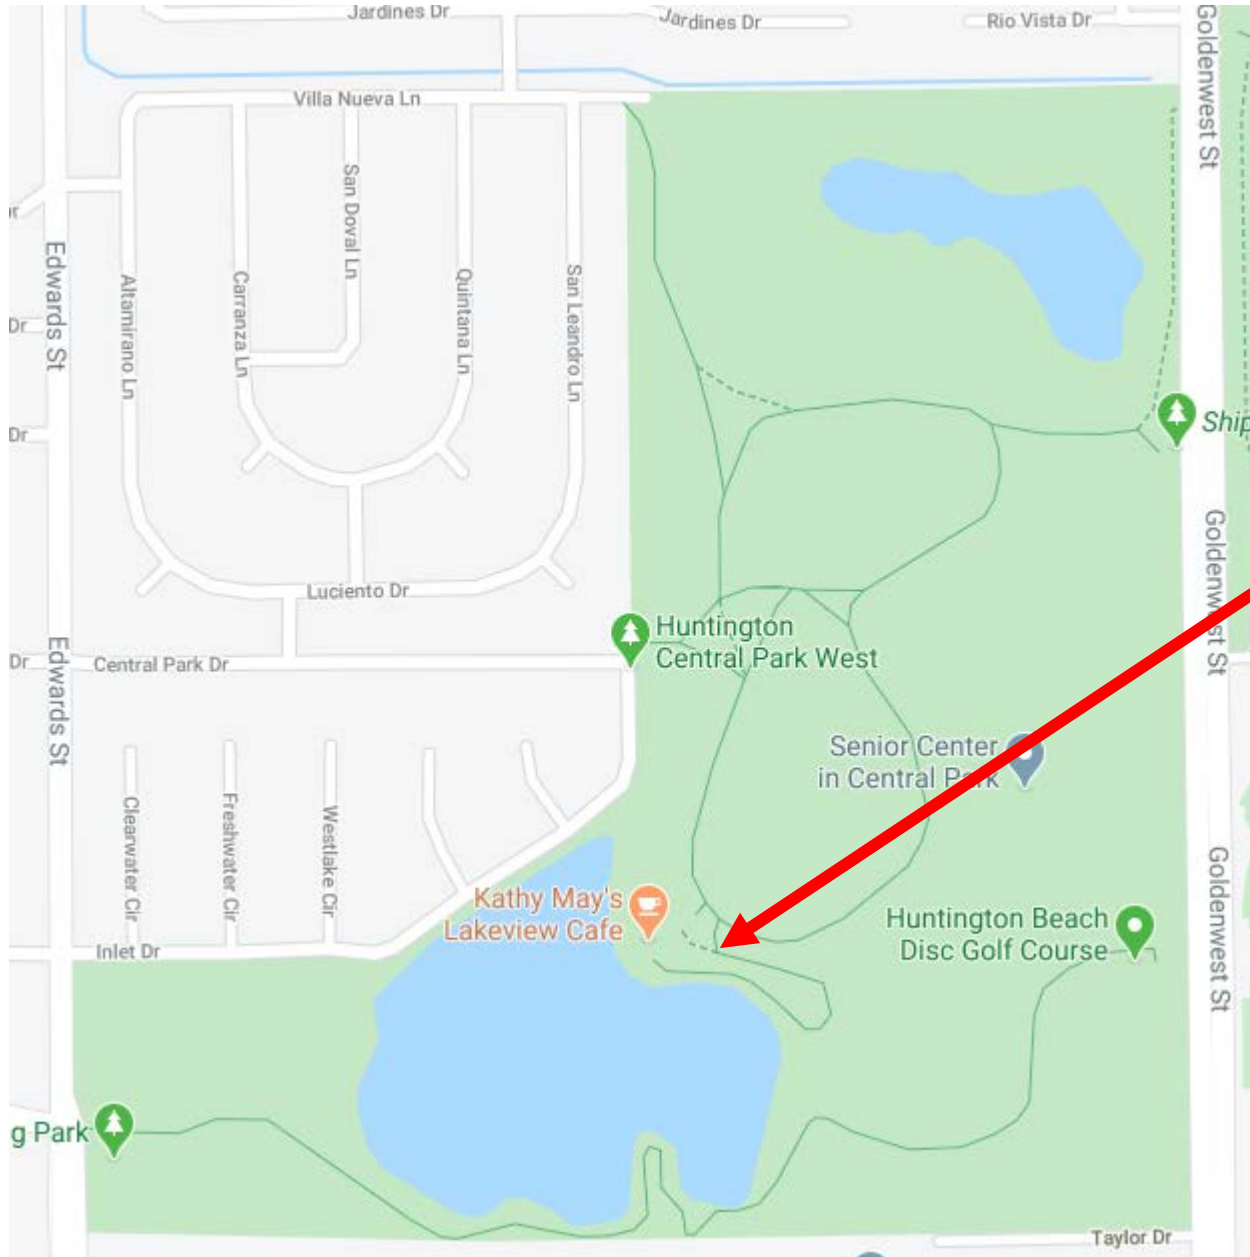 Jardines Dr
Jardines Dr
Rio Vista Dr
Goldenwest St
Villa Nueva Ln
San Doval Ln
Edwards St
Altamirano Ln
Carranza Ln
Quintana Ln
San Leandro Ln
Dr
Ship
Dr
Goldenwest St
Luciento Dr
Huntington
Central Park West
Dr
Central Park Dr
Edwards St
Senior Center
in Central Park
Clearwater Cir
Freshwater Cir
Westlake Cir
Kathy May's
Lakeview Cafe
Huntington Beach
Disc Golf Course
Goldenwest St
Inlet Dr
g Park
Taylor Dr